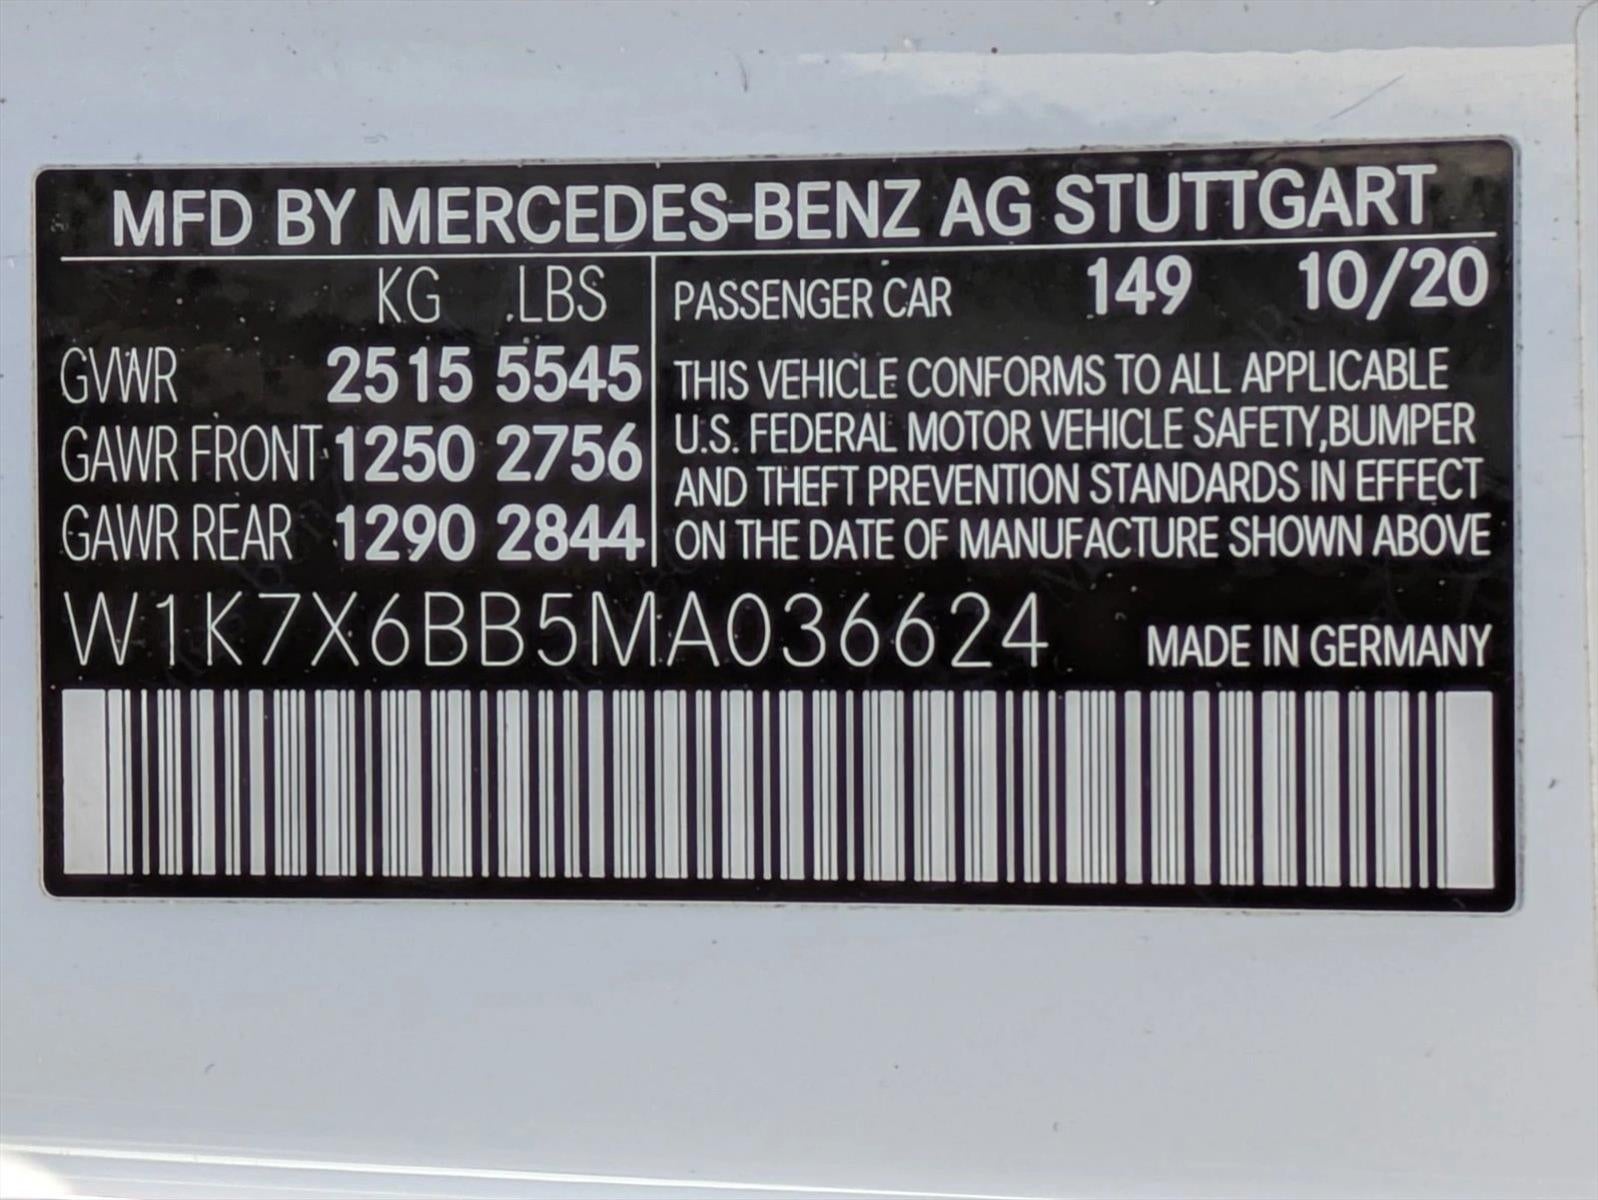 MFD BY MERCEDES-BENZ AG STUTTGART
KG LBS
GVWR 2515 5545
GAWR FRONT 1250 2756
GAWR REAR 1290 2844
PASSENGER CAR 149 10/20
THIS VEHICLE CONFORMS TO ALL APPLICABLE
U.S. FEDERAL MOTOR VEHICLE SAFETY,BUMPER
AND THEFT PREVENTION STANDARDS IN EFFECT
ON THE DATE OF MANUFACTURE SHOWN ABOVE
W1K7X6BB5MA036624 MADE IN GERMANY